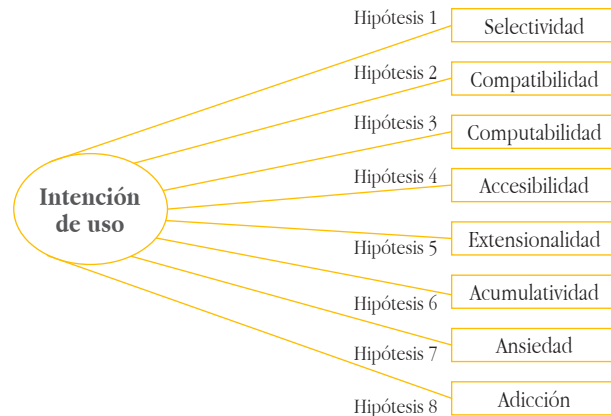 Hipótesis 1
Selectividad
Hipótesis 2
Compatibilidad
Hipótesis 3
Computabilidad
Hipótesis 4
Accesibilidad
Intención
de uso
Hipótesis 5
Extensionalidad
Hipótesis 6
Acumulatividad
Hipótesis 7
Ansiedad
Hipótesis 8
Adicción